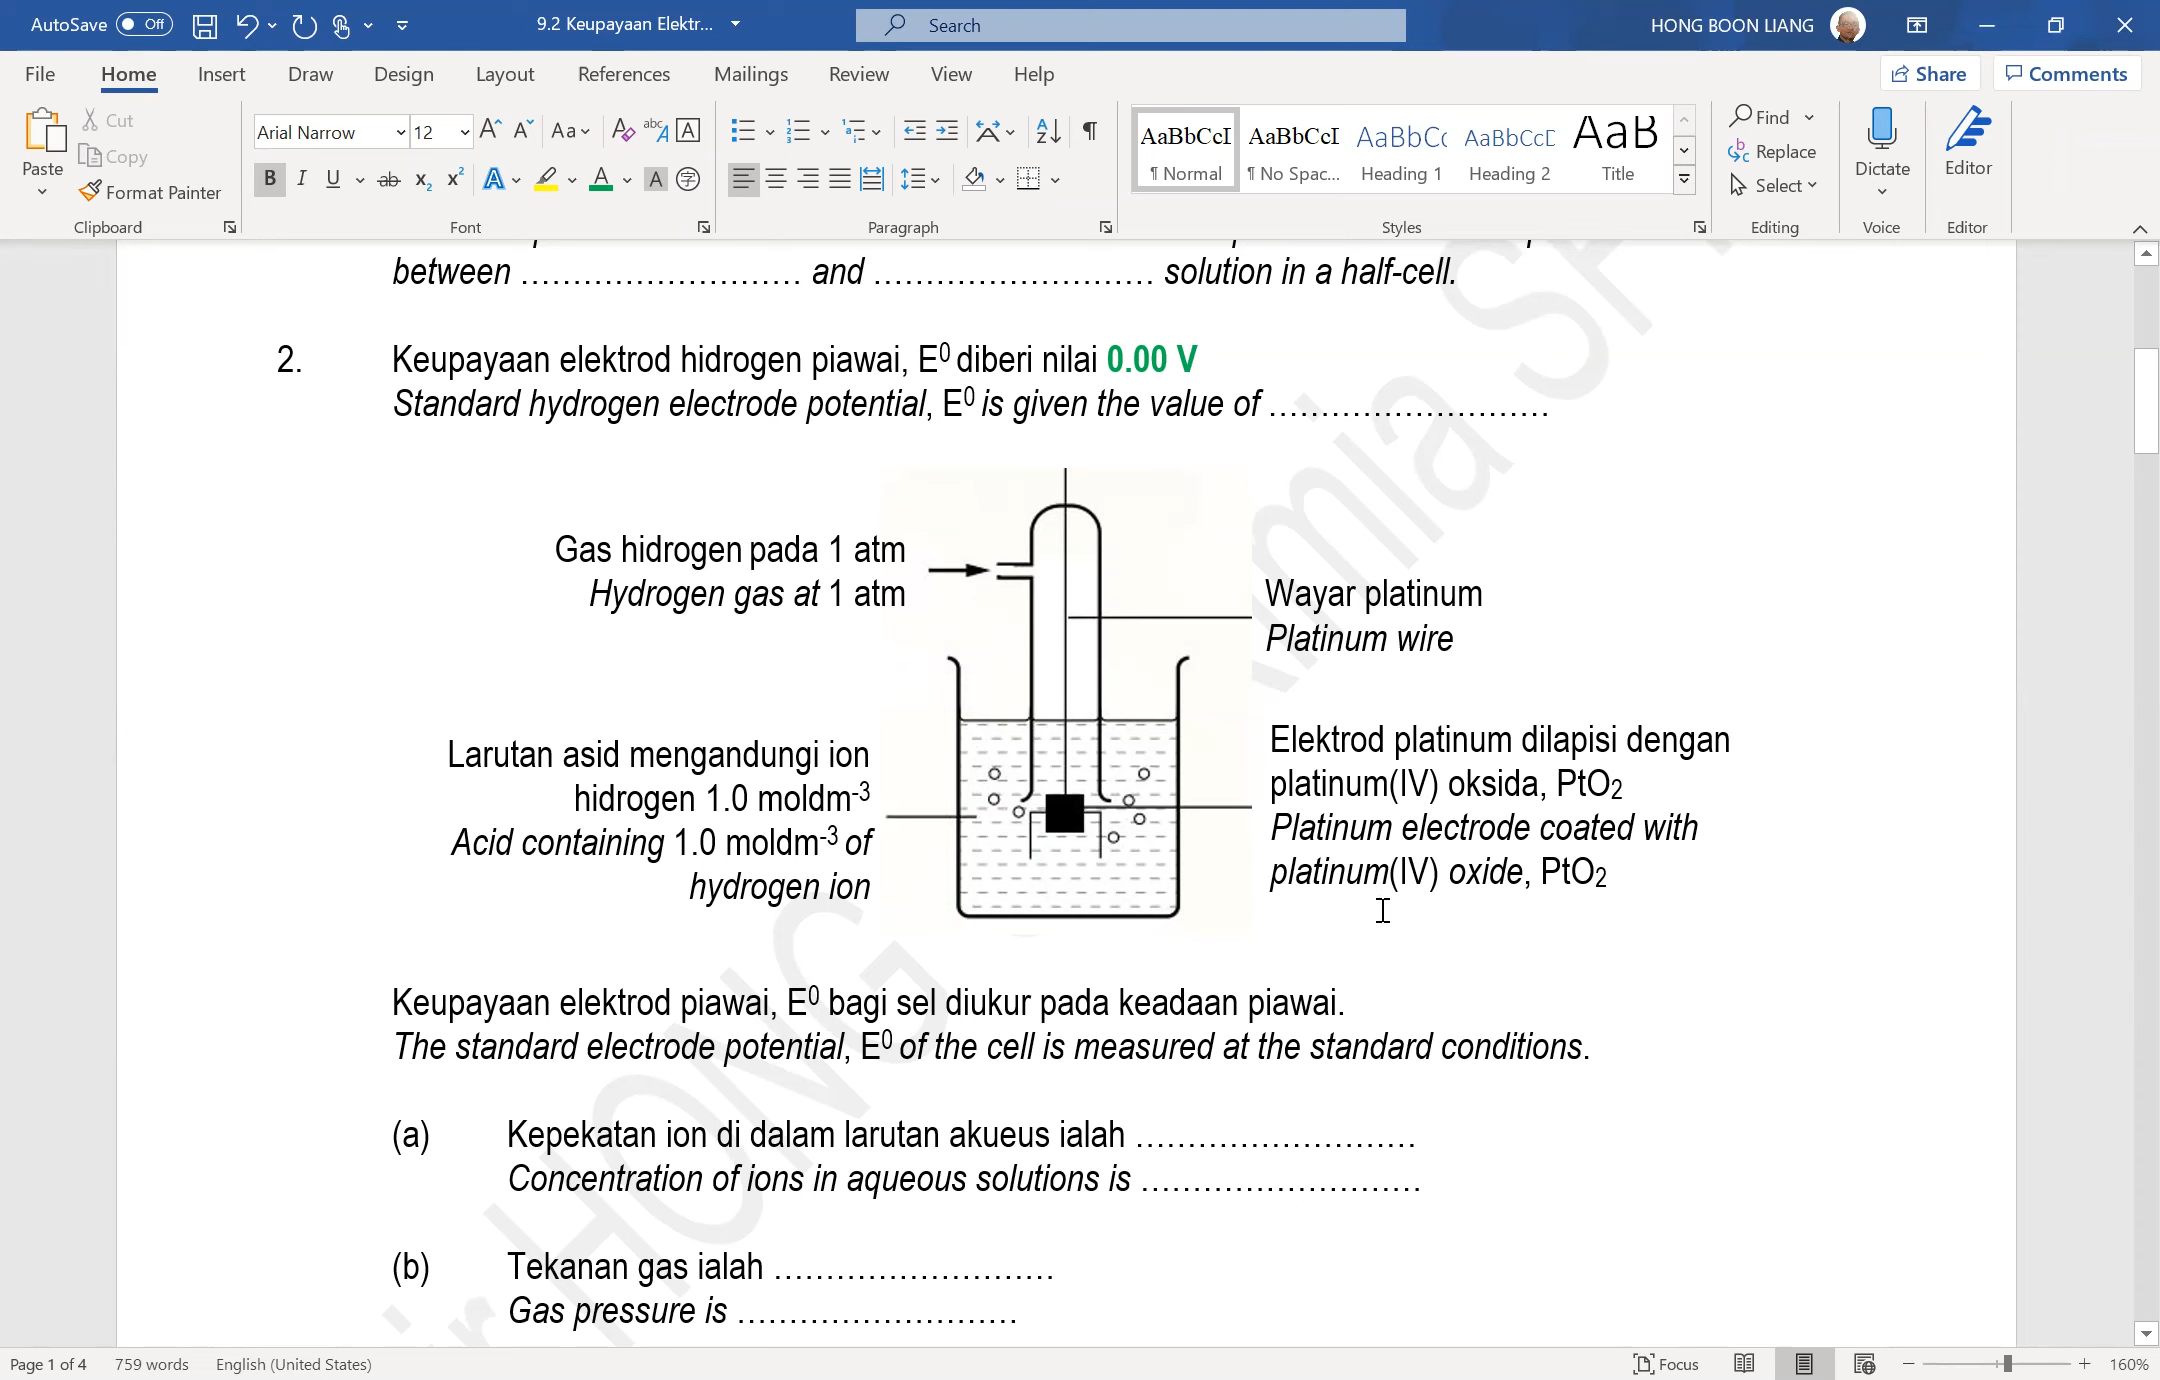 AutoSave Off 9.2 Keupayaan Elektr... Search HONG BOON LIANG
File Home Insert Draw Design Layout References Mailings Review View Help Share Comments
Paste Cut Copy Format Painter
Clipboard
Arial Narrow 12 Aa
B I U ab x₂ x² A A A
Font
Paragraph
AaBbCcI AaBbCcI AaBbCc AaBbCcD AaB
¶ Normal ¶ No Spac... Heading 1 Heading 2 Title
Styles
Find Replace Select
Editing
Dictate
Voice
Editor
Editor
between ……………………… and ……………………… solution in a half-cell.
2. Keupayaan elektrod hidrogen piawai, E⁰ diberi nilai 0.00 V
Standard hydrogen electrode potential, E⁰ is given the value of ………………………
Gas hidrogen pada 1 atm
Hydrogen gas at 1 atm
Wayar platinum
Platinum wire
Larutan asid mengandungi ion
hidrogen 1.0 moldm⁻³
Acid containing 1.0 moldm⁻³ of
hydrogen ion
Elektrod platinum dilapisi dengan
platinum(IV) oksida, PtO₂
Platinum electrode coated with
platinum(IV) oxide, PtO₂
Keupayaan elektrod piawai, E⁰ bagi sel diukur pada keadaan piawai.
The standard electrode potential, E⁰ of the cell is measured at the standard conditions.
(a) Kepekatan ion di dalam larutan akueus ialah ………………………
Concentration of ions in aqueous solutions is ………………………
(b) Tekanan gas ialah ………………………
Gas pressure is ………………………
Page 1 of 4 759 words English (United States) Focus 160%